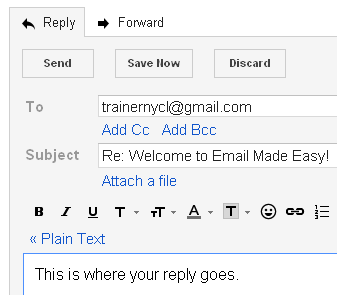 Reply Forward
Send Save Now Discard
To trainernycl@gmail.com
Add Cc Add Bcc
Subject Re: Welcome to Email Made Easy!
Attach a file
B I U T TT A T
« Plain Text
This is where your reply goes.